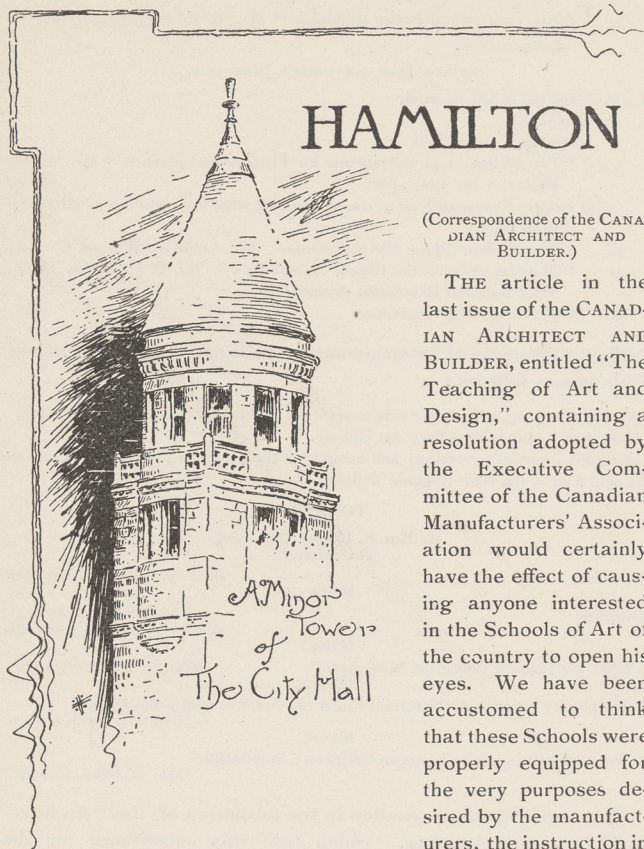 HAMILTON
(Correspondence of the CANA
DIAN ARCHITECT AND
BUILDER.)
THE article in the
last issue of the CANAD-
IAN ARCHITECT AND
BUILDER, entitled “The
Teaching of Art and
Design,” containing a
resolution adopted by
the Executive Com-
mittee of the Canadian
Manufacturers’ Associ-
ation would certainly
have the effect of caus-
ing anyone interested
in the Schools of Art of
the country to open his
eyes. We have been
accustomed to think
that these Schools were
properly equipped for
the very purposes de-
sired by the manufact-
urers, the instruction in
A Minor
Tower
of
The City Hall